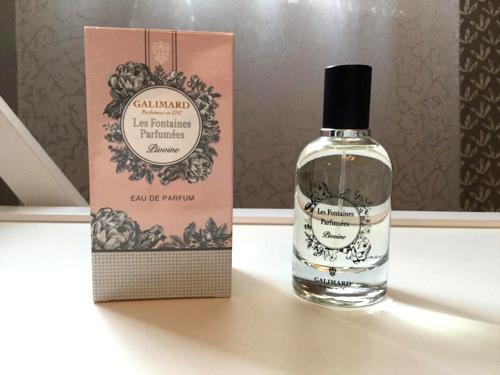 GALIMARD
Parfumeur en 1747
Les Fontaines
Parfumées
Pivoine
EAU DE PARFUM
Les Fontaines
Parfumées
Pivoine
GALIMARD